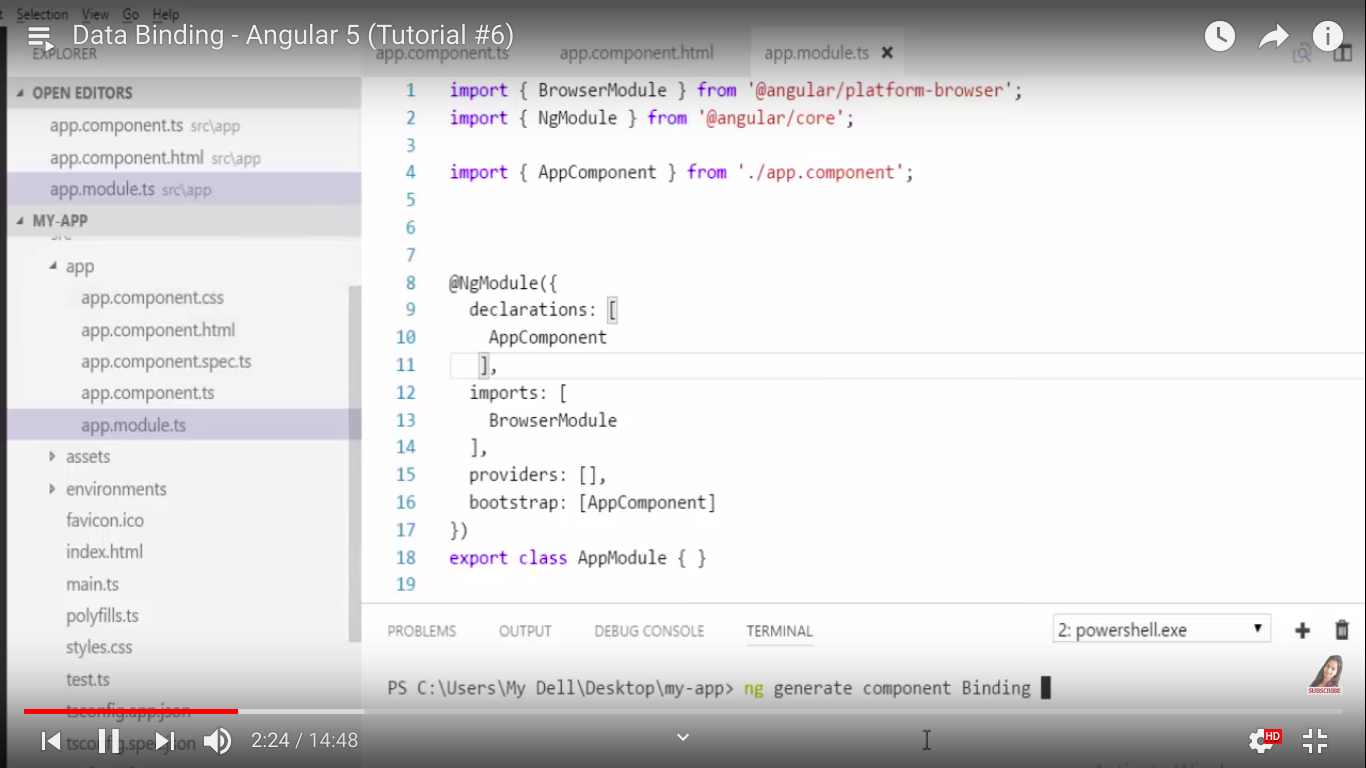 Selection View Go Help
Data Binding - Angular 5 (Tutorial #6)
EXPLORER
app.component.ts app.component.html app.module.ts
OPEN EDITORS
app.component.ts src\app
app.component.html src\app
app.module.ts src\app
MY-APP
src
app
app.component.css
app.component.html
app.component.spec.ts
app.component.ts
app.module.ts
assets
environments
favicon.ico
index.html
main.ts
polyfills.ts
styles.css
test.ts
tsconfig.app.json
tsconfig.spec.json
1 import { BrowserModule } from '@angular/platform-browser';
2 import { NgModule } from '@angular/core';
3
4 import { AppComponent } from './app.component';
5
6
7
8 @NgModule({
9 declarations: [
10 AppComponent
11 ],
12 imports: [
13 BrowserModule
14 ],
15 providers: [],
16 bootstrap: [AppComponent]
17 })
18 export class AppModule { }
19
PROBLEMS OUTPUT DEBUG CONSOLE TERMINAL 2: powershell.exe
PS C:\Users\My Dell\Desktop\my-app> ng generate component Binding
SUBSCRIBE
2:24 / 14:48
HD